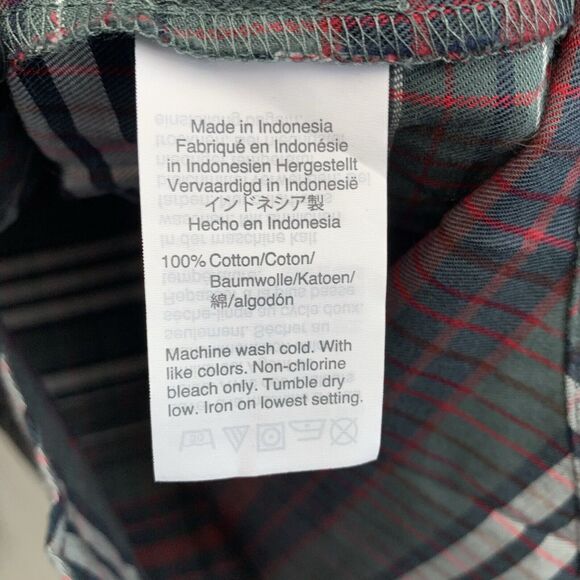 Made in Indonesia
Fabriqué en Indonésie
in Indonesien Hergestellt
Vervaardigd in Indonesië
インドネシア製
Hecho en Indonesia
100% Cotton/Coton/
Baumwolle/Katoen/
綿/algodón
Machine wash cold. With
like colors. Non-chlorine
bleach only. Tumble dry
low. Iron on lowest setting.